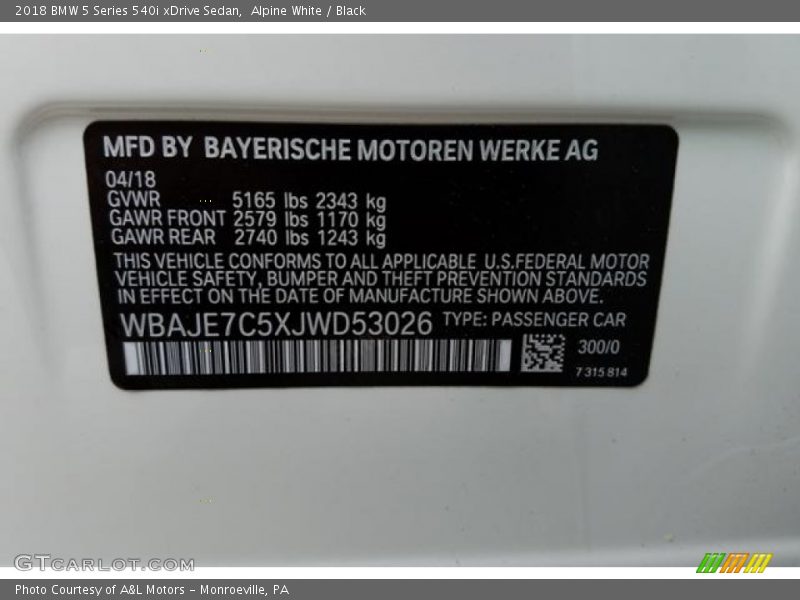 2018 BMW 5 Series 540i xDrive Sedan,  Alpine White / Black
MFD BY BAYERISCHE MOTOREN WERKE AG
04/18
GVWR 5165 lbs 2343 kg
GAWR FRONT 2579 lbs 1170 kg
GAWR REAR 2740 lbs 1243 kg
THIS VEHICLE CONFORMS TO ALL APPLICABLE U.S.FEDERAL MOTOR
VEHICLE SAFETY, BUMPER AND THEFT PREVENTION STANDARDS
IN EFFECT ON THE DATE OF MANUFACTURE SHOWN ABOVE.
WBAJE7C5XJWD53026 TYPE: PASSENGER CAR
300/0
7 315 814
GTCARLOT.COM
Photo Courtesy of A&L Motors - Monroeville, PA